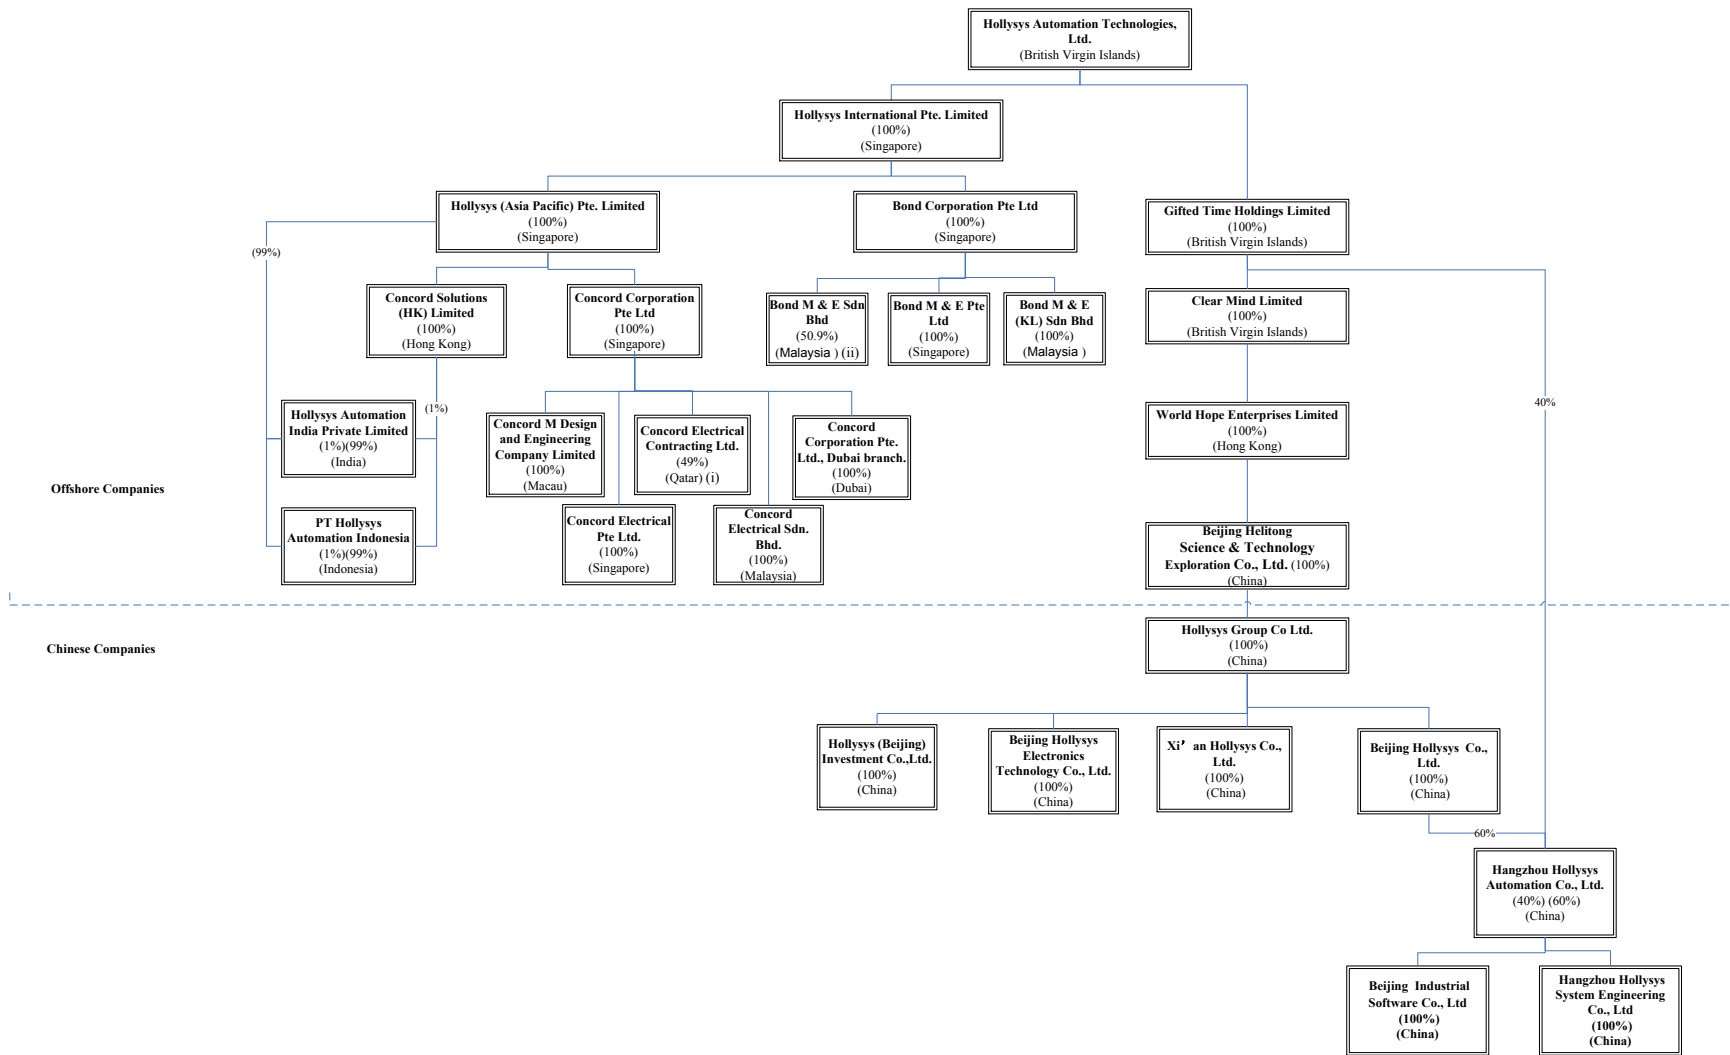 Hollysys Automation Technologies,
Ltd.
(British Virgin Islands)
Hollysys International Pte. Limited
(100%)
(Singapore)
Hollysys (Asia Pacific) Pte. Limited
(100%)
(Singapore)
Bond Corporation Pte Ltd
(100%)
(Singapore)
Gifted Time Holdings Limited
(100%)
(British Virgin Islands)
(99%)
Concord Solutions
(HK) Limited
(100%)
(Hong Kong)
Concord Corporation
Pte Ltd
(100%)
(Singapore)
Bond M & E Sdn
Bhd
(50.9%)
(Malaysia ) (ii)
Bond M & E Pte
Ltd
(100%)
(Singapore)
Bond M & E
(KL) Sdn Bhd
(100%)
(Malaysia )
Clear Mind Limited
(100%)
(British Virgin Islands)
40%
(1%)
Hollysys Automation
India Private Limited
(1%)(99%)
(India)
Concord M Design
and Engineering
Company Limited
(100%)
(Macau)
Concord Electrical
Contracting Ltd.
(49%)
(Qatar) (i)
Concord
Corporation Pte.
Ltd., Dubai branch.
(100%)
(Dubai)
World Hope Enterprises Limited
(100%)
(Hong Kong)
Offshore Companies
PT Hollysys
Automation Indonesia
(1%)(99%)
(Indonesia)
Concord Electrical
Pte Ltd.
(100%)
(Singapore)
Concord
Electrical Sdn.
Bhd.
(100%)
(Malaysia)
Beijing Helitong
Science & Technology
Exploration Co., Ltd. (100%)
(China)
Chinese Companies
Hollysys Group Co Ltd.
(100%)
(China)
Hollysys (Beijing)
Investment Co.,Ltd.
(100%)
(China)
Beijing Hollysys
Electronics
Technology Co., Ltd.
(100%)
(China)
Xi’an Hollysys Co.,
Ltd.
(100%)
(China)
Beijing Hollysys Co.,
Ltd.
(100%)
(China)
60%
Hangzhou Hollysys
Automation Co., Ltd.
(40%) (60%)
(China)
Beijing Industrial
Software Co., Ltd
(100%)
(China)
Hangzhou Hollysys
System Engineering
Co., Ltd
(100%)
(China)